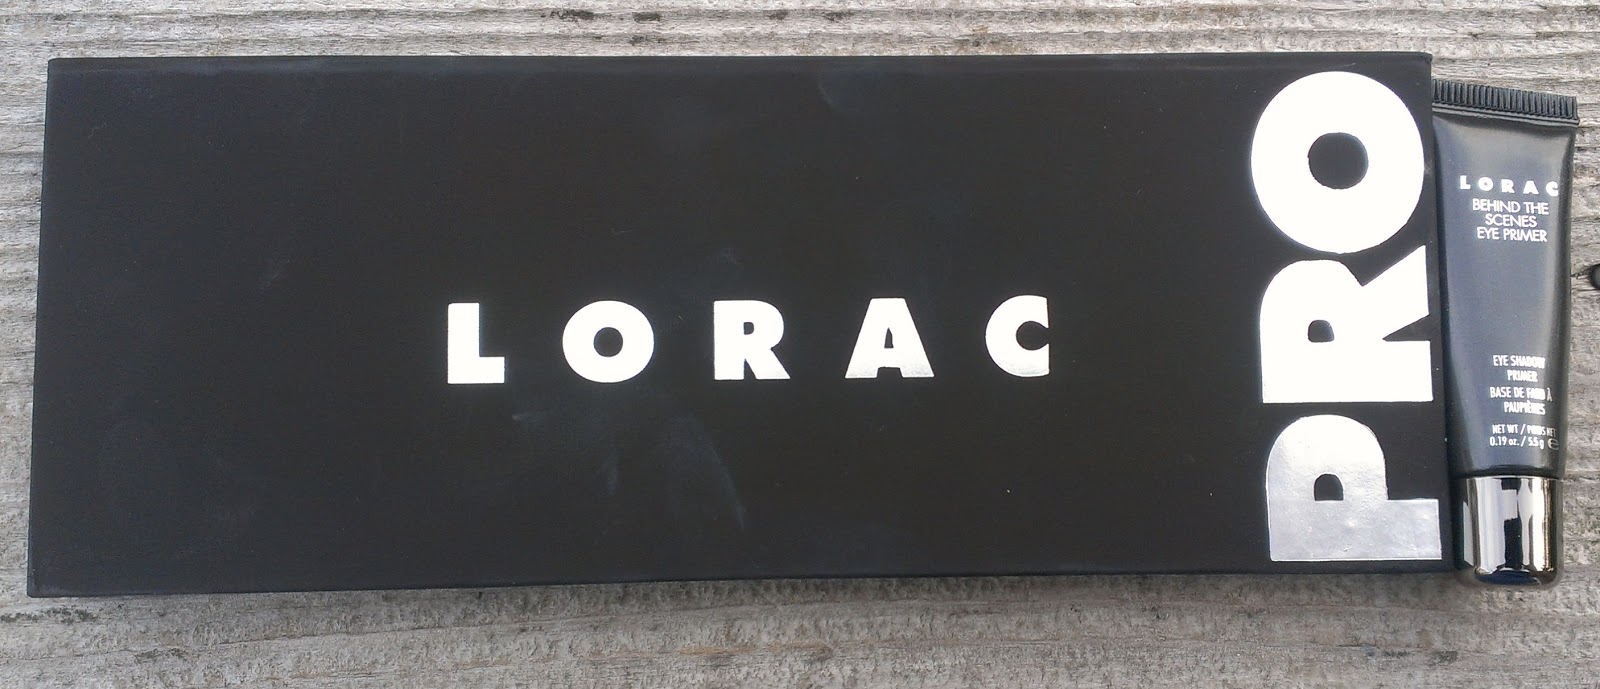 LORAC
PRO
LORAC
BEHIND THE
SCENES
EYE PRIMER
EYE SHADOW
PRIMER
BASE DE FARD À
PAUPIÈRES
NET WT / POIDS NET
0.19 oz. / 5.5 g e